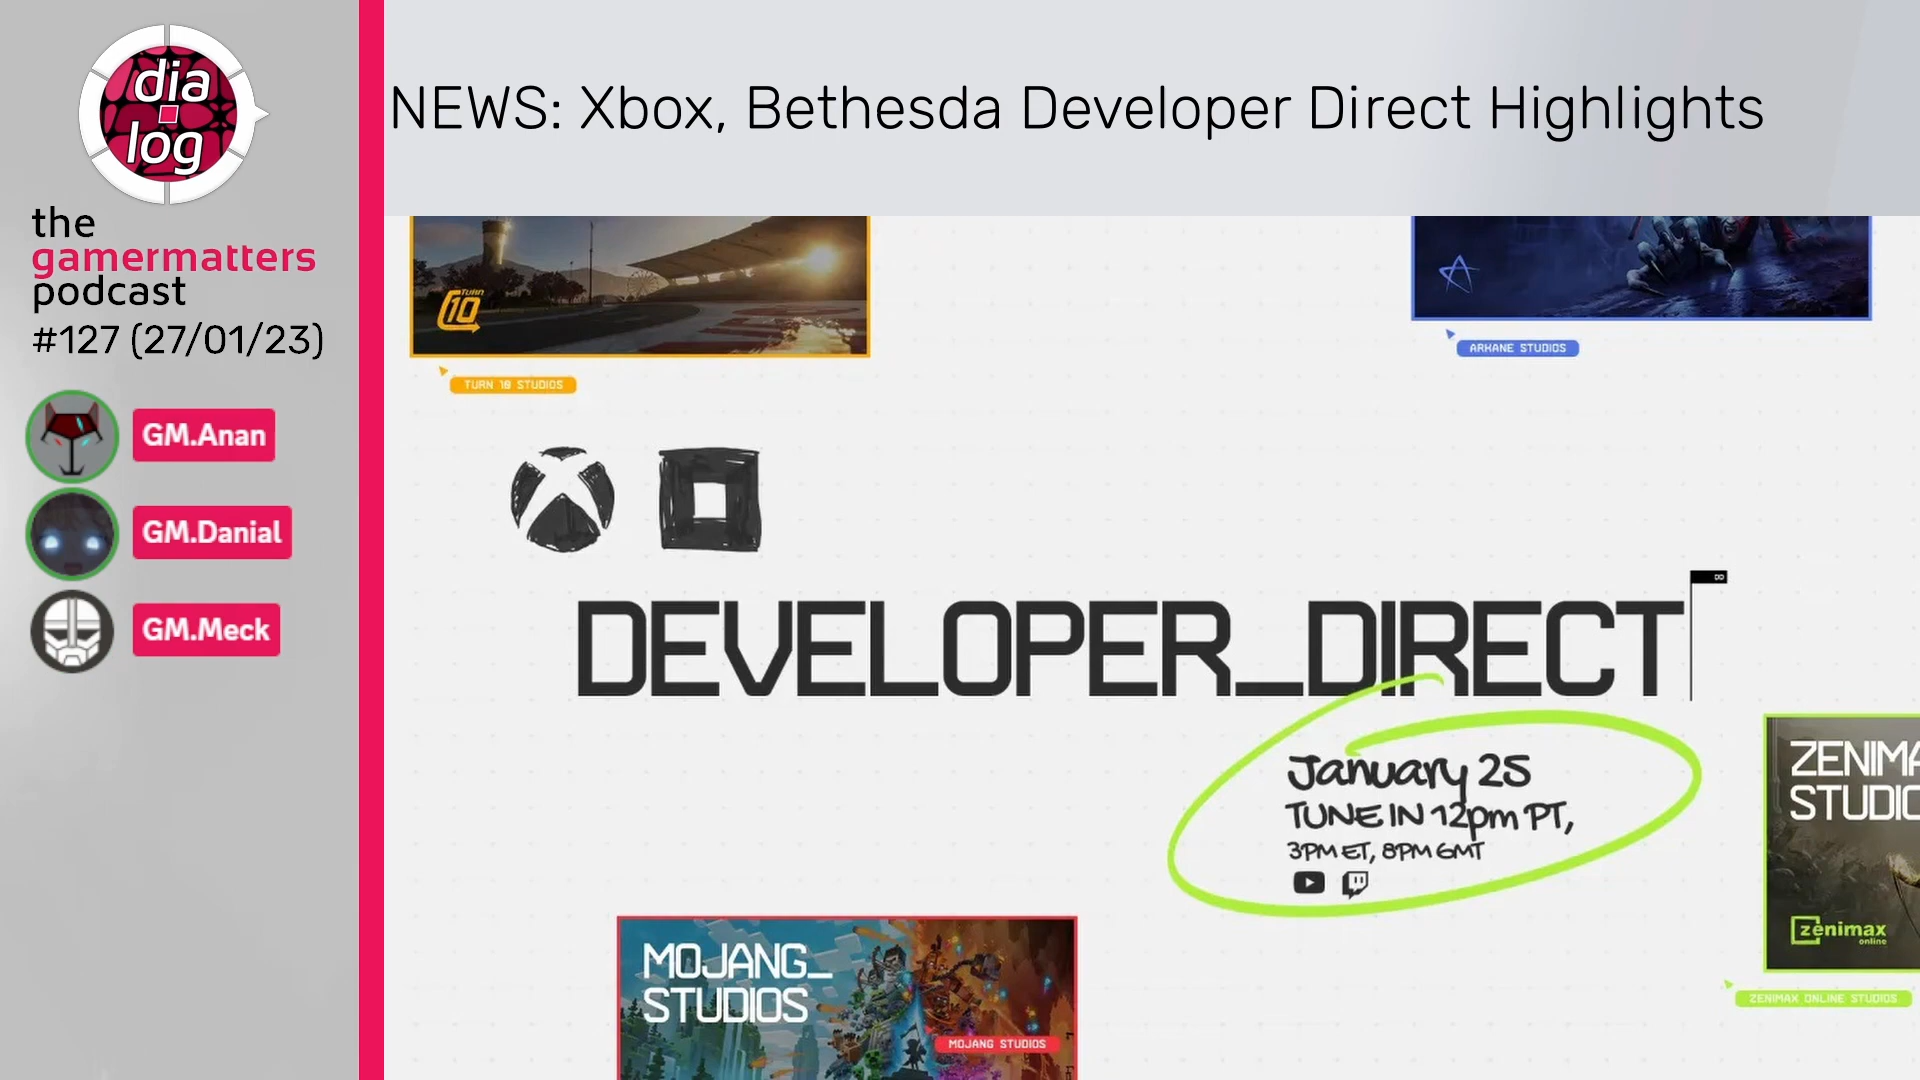 dia
log
the
gamermatters
podcast
#127 (27/01/23)
GM.Anan
GM.Danial
GM.Meck
NEWS: Xbox, Bethesda Developer Direct Highlights
TURN
10
TURN 10 STUDIOS
ARKANE STUDIOS
DEVELOPER_DIRECT
January 25
TUNE IN 12pm PT,
3PM ET, 8PM GMT
MOJANG_
STUDIOS
MOJANG STUDIOS
zenimax
online
ZENIMAX ONLINE STUDIOS